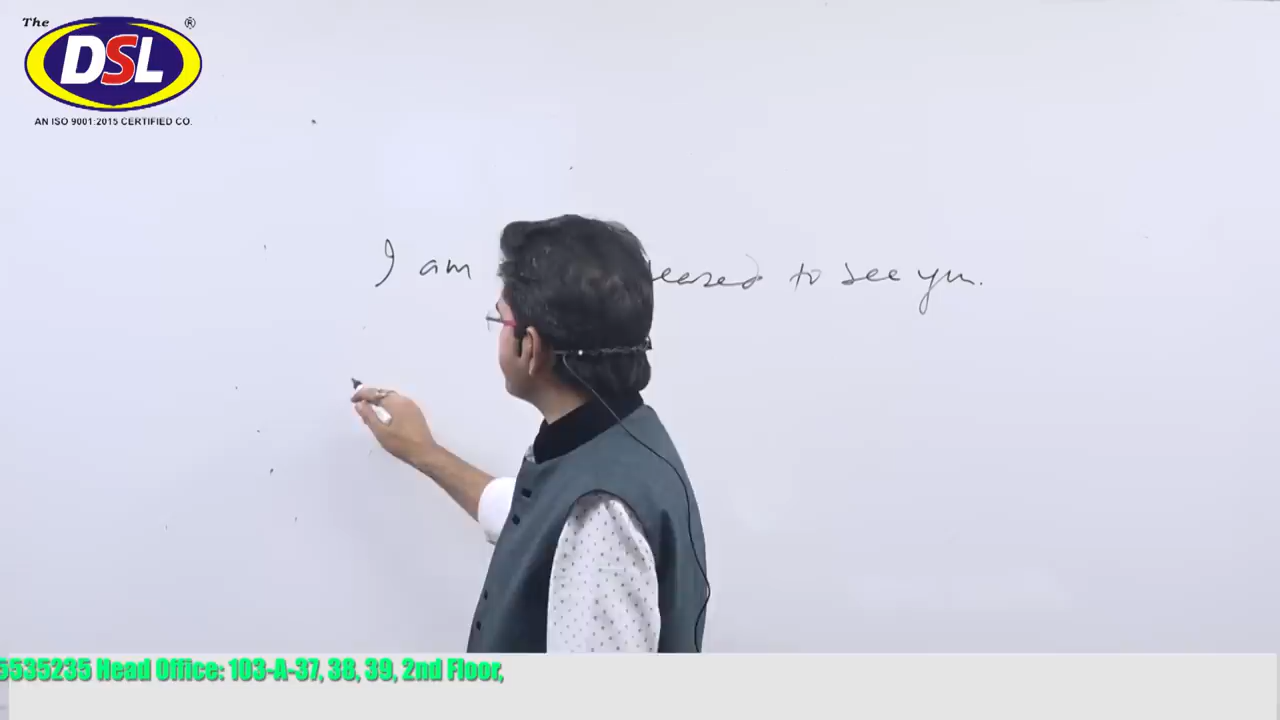 The
®
DSL
AN ISO 9001:2015 CERTIFIED CO.
I am to see you.
5535235 Head Office: 103-A-37, 38, 39, 2nd Floor,